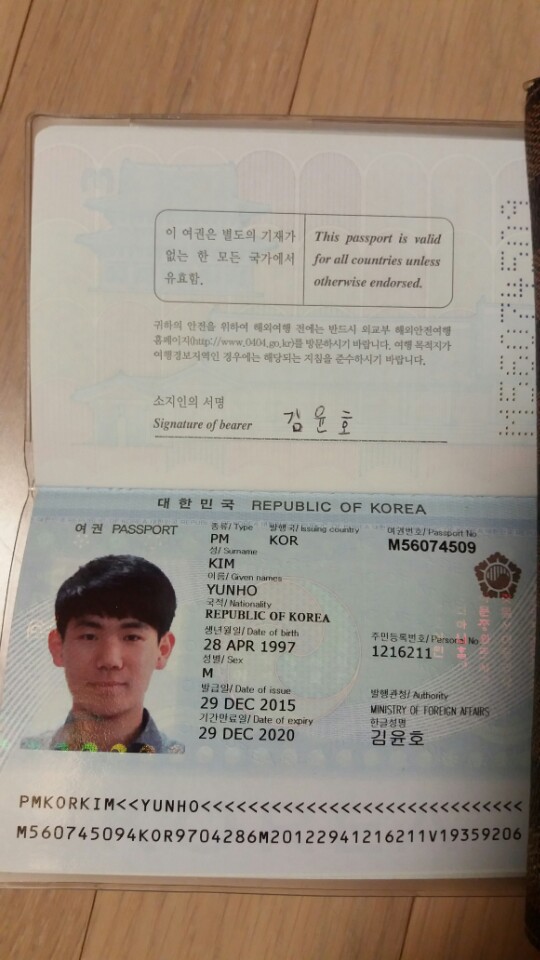 M56074509
이 여권은 별도의 기재가
없는 한 모든 국가에서
유효함.
This passport is valid
for all countries unless
otherwise endorsed.
귀하의 안전을 위하여 해외여행 전에는 반드시 외교부 해외안전여행
홈페이지(http://www.0404.go.kr)를 방문하시기 바랍니다. 여행 목적지가
여행경보지역인 경우에는 해당되는 지침을 준수하시기 바랍니다.
소지인의 서명
Signature of bearer 김윤호
대한민국 REPUBLIC OF KOREA
여권 PASSPORT
종류/ Type 발행국/ Issuing country 여권번호/ Passport No
PM KOR M56074509
성/ Surname
KIM
이름/ Given names
YUNHO
국적/ Nationality
REPUBLIC OF KOREA
생년월일/ Date of birth 주민등록번호/ Personal No
28 APR 1997 1216211
성별/ Sex
M
발급일/ Date of issue 발행관청/ Authority
29 DEC 2015 MINISTRY OF FOREIGN AFFAIRS
기간만료일/ Date of expiry 한글성명
29 DEC 2020 김윤호
PMKORKIM<<YUNHO<<<<<<<<<<<<<<<<<<<<<<<<<<<<<
M560745094KOR9704286M20122941216211V19359206